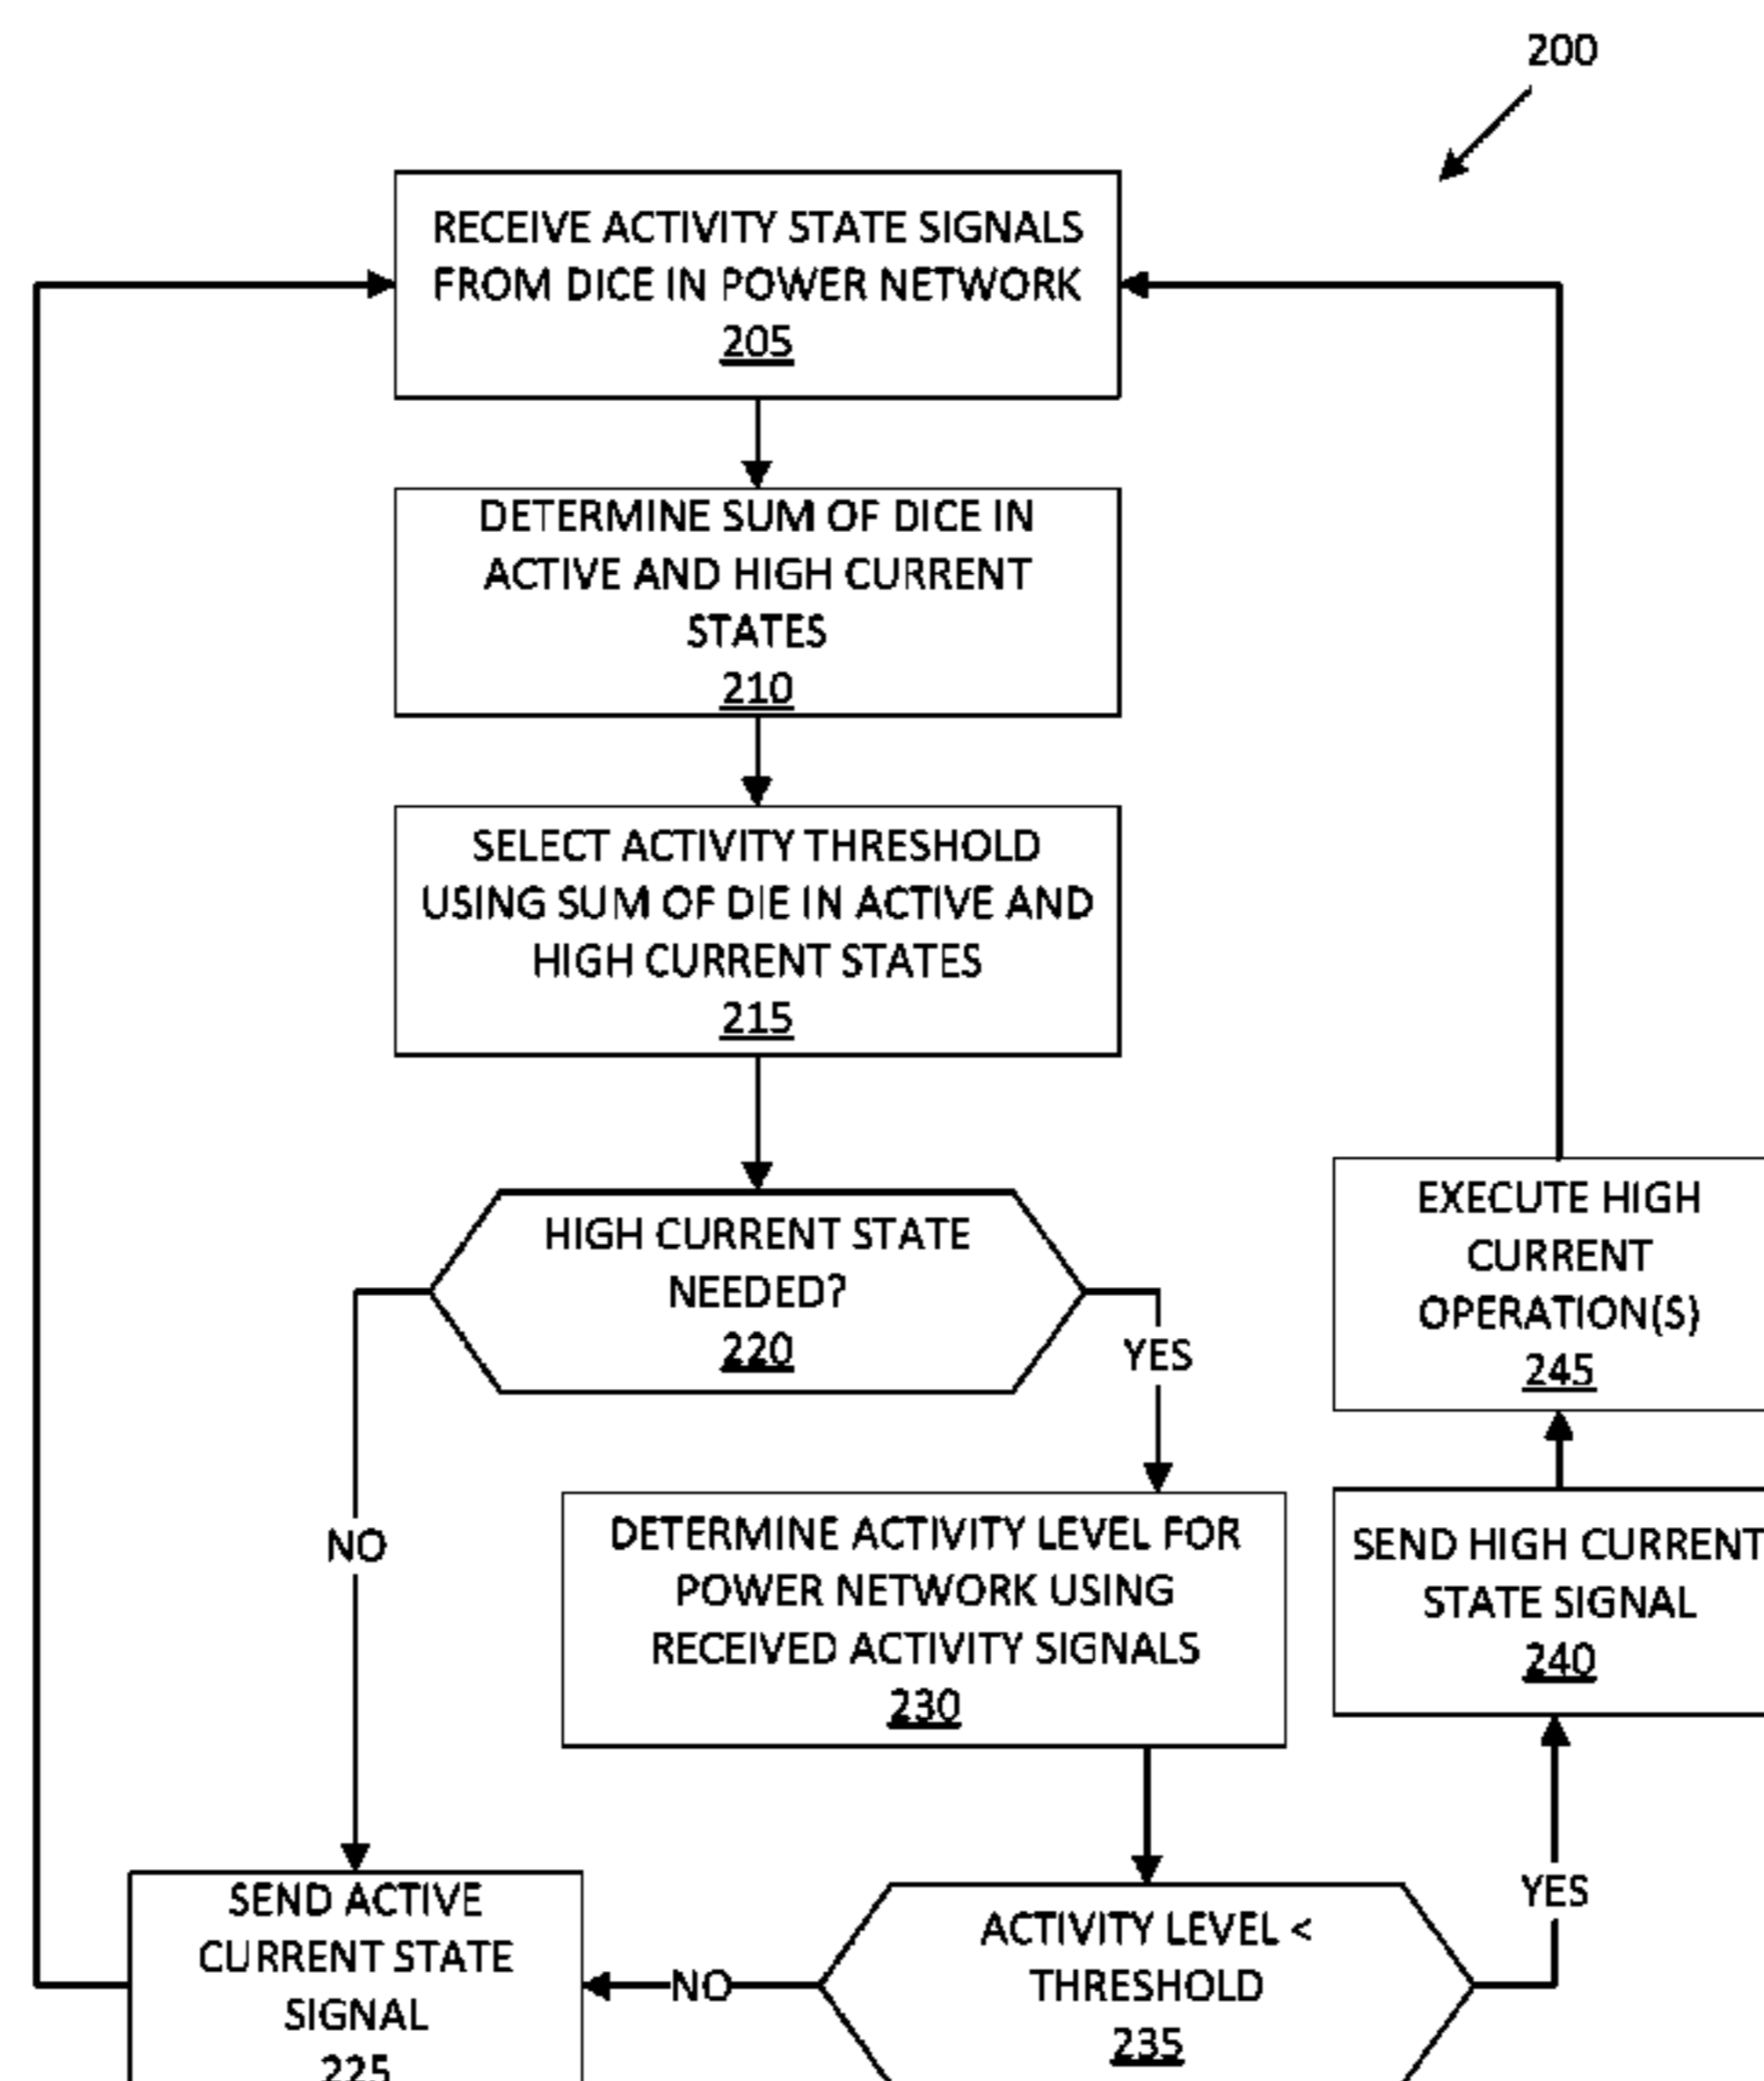 200
RECEIVE ACTIVITY STATE SIGNALS
FROM DICE IN POWER NETWORK
205
DETERMINE SUM OF DICE IN
ACTIVE AND HIGH CURRENT
STATES
210
SELECT ACTIVITY THRESHOLD
USING SUM OF DIE IN ACTIVE AND
HIGH CURRENT STATES
215
HIGH CURRENT STATE
NEEDED?
220
YES
NO
DETERMINE ACTIVITY LEVEL FOR
POWER NETWORK USING
RECEIVED ACTIVITY SIGNALS
230
ACTIVITY LEVEL <
THRESHOLD
235
NO
SEND ACTIVE
CURRENT STATE
SIGNAL
225
YES
SEND HIGH CURRENT
STATE SIGNAL
240
EXECUTE HIGH
CURRENT
OPERATION(S)
245